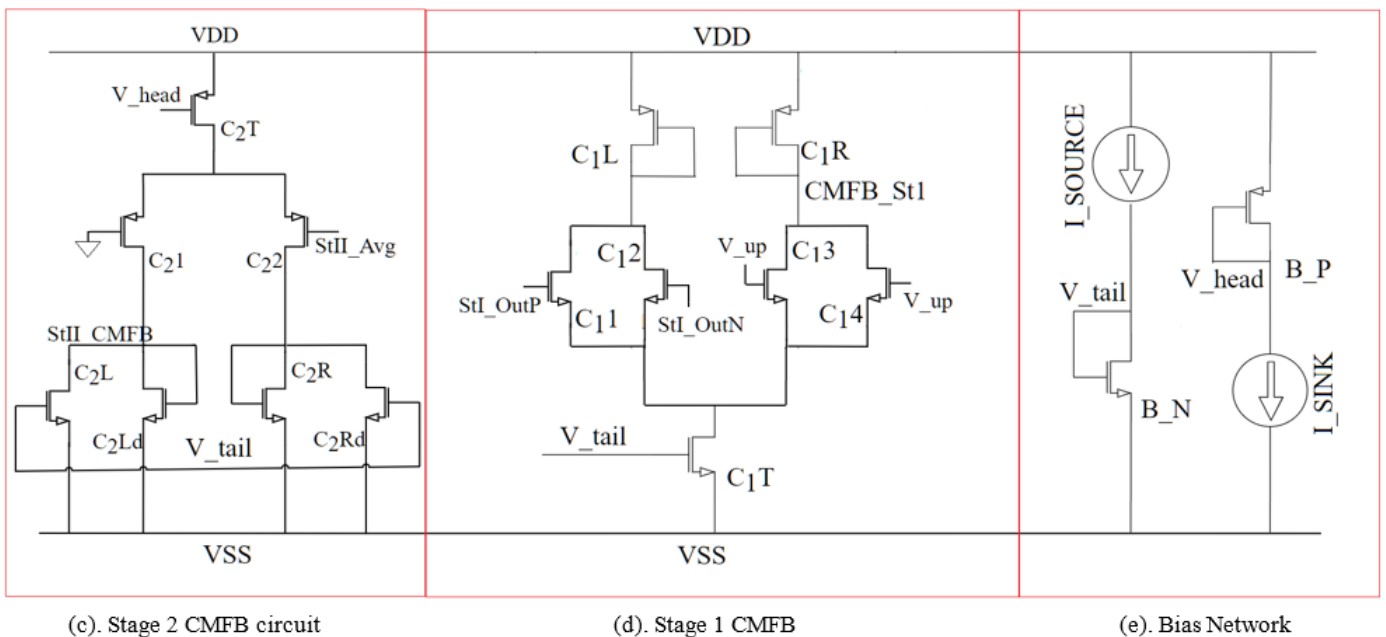 VDD
V_head
C2T
C21
C22
StII_Avg
StII_CMFB
C2L
C2R
C2Ld
V_tail
C2Rd
VSS
(c). Stage 2 CMFB circuit
VDD
C1L
C1R
CMFB_St1
C12
V_up
C13
StI_OutP
C11
StI_OutN
C14
V_up
V_tail
C1T
VSS
(d). Stage 1 CMFB
I_SOURCE
V_tail
V_head
B_P
B_N
I_SINK
(e). Bias Network